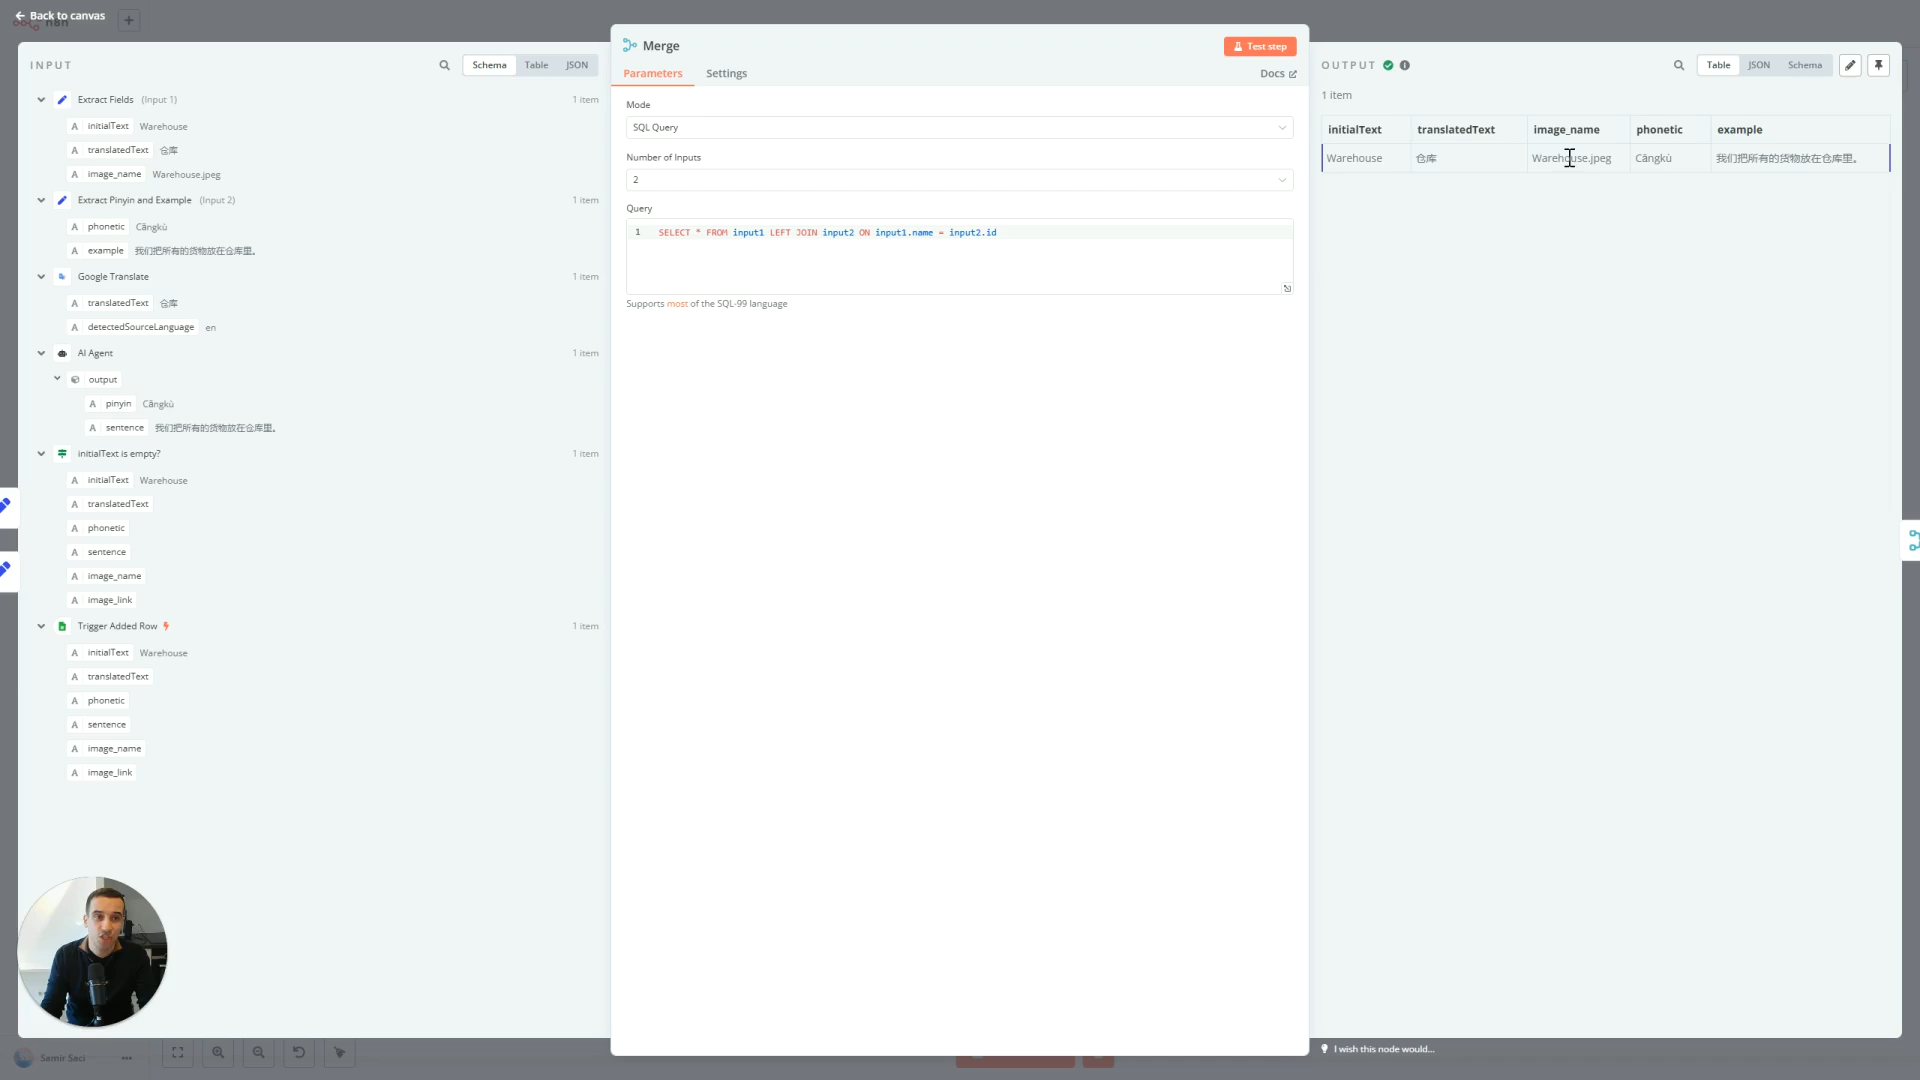 Back to canvas
n8n
INPUT
Schema
Table
JSON
Extract Fields (Input 1)
1 item
initialText Warehouse
translatedText 仓库
image_name Warehouse.jpeg
Extract Pinyin and Example (Input 2)
1 item
phonetic Cāngkù
example 我们把所有的货物放在仓库里。
Google Translate
1 item
translatedText 仓库
detectedSourceLanguage en
AI Agent
1 item
output
pinyin Cāngkù
sentence 我们把所有的货物放在仓库里。
initialText is empty?
1 item
initialText Warehouse
translatedText
phonetic
sentence
image_name
image_link
Trigger Added Row
1 item
initialText Warehouse
translatedText
phonetic
sentence
image_name
image_link
Samir Saci
Merge
Test step
Parameters
Settings
Docs
Mode
SQL Query
Number of Inputs
2
Query
1 SELECT * FROM input1 LEFT JOIN input2 ON input1.name = input2.id
Supports most of the SQL-99 language
OUTPUT
Table
JSON
Schema
1 item
initialText translatedText image_name phonetic example
Warehouse 仓库 Warehouse.jpeg Cāngkù 我们把所有的货物放在仓库里。
I wish this node would...